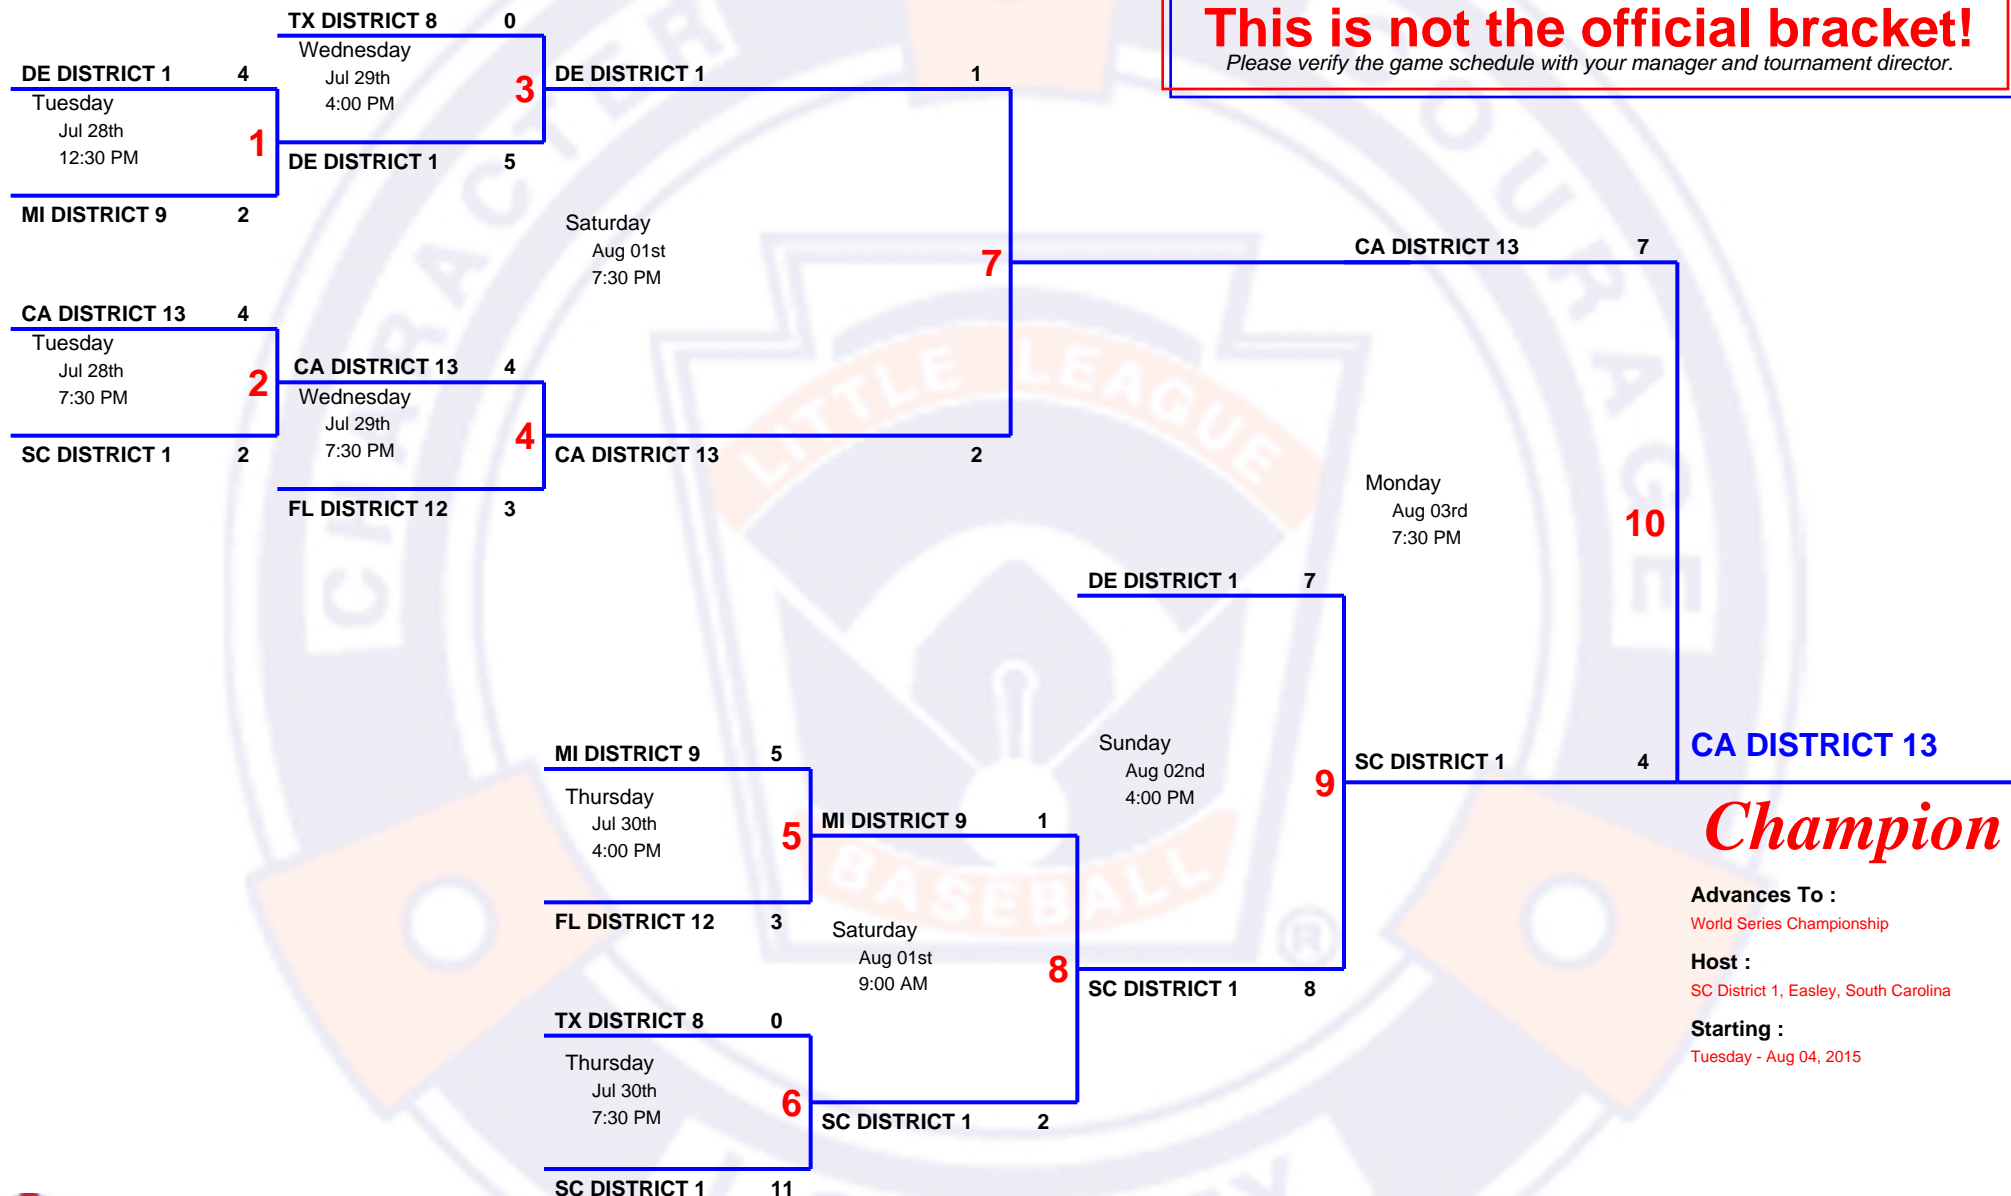 This is not the official bracket!
Please verify the game schedule with your manager and tournament director.
TX DISTRICT 8 0
Wednesday
Jul 29th
4:00 PM
3
DE DISTRICT 1 4
Tuesday
Jul 28th
12:30 PM
1
DE DISTRICT 1 5
MI DISTRICT 9 2
DE DISTRICT 1 1
Saturday
Aug 01st
7:30 PM
7
CA DISTRICT 13 4
Tuesday
Jul 28th
7:30 PM
2
SC DISTRICT 1 2
CA DISTRICT 13 4
Wednesday
Jul 29th
7:30 PM
4
FL DISTRICT 12 3
CA DISTRICT 13 2
CA DISTRICT 13 7
Monday
Aug 03rd
7:30 PM
10
DE DISTRICT 1 7
Sunday
Aug 02nd
4:00 PM
9
SC DISTRICT 1 4
MI DISTRICT 9 5
Thursday
Jul 30th
4:00 PM
5
FL DISTRICT 12 3
MI DISTRICT 9 1
Saturday
Aug 01st
9:00 AM
8
SC DISTRICT 1 8
TX DISTRICT 8 0
Thursday
Jul 30th
7:30 PM
6
SC DISTRICT 1 2
SC DISTRICT 1 11
CA DISTRICT 13
Champion
Advances To :
World Series Championship
Host :
SC District 1, Easley, South Carolina
Starting :
Tuesday - Aug 04, 2015
CHARACTER
COURAGE
LITTLE LEAGUE
BASEBALL
®